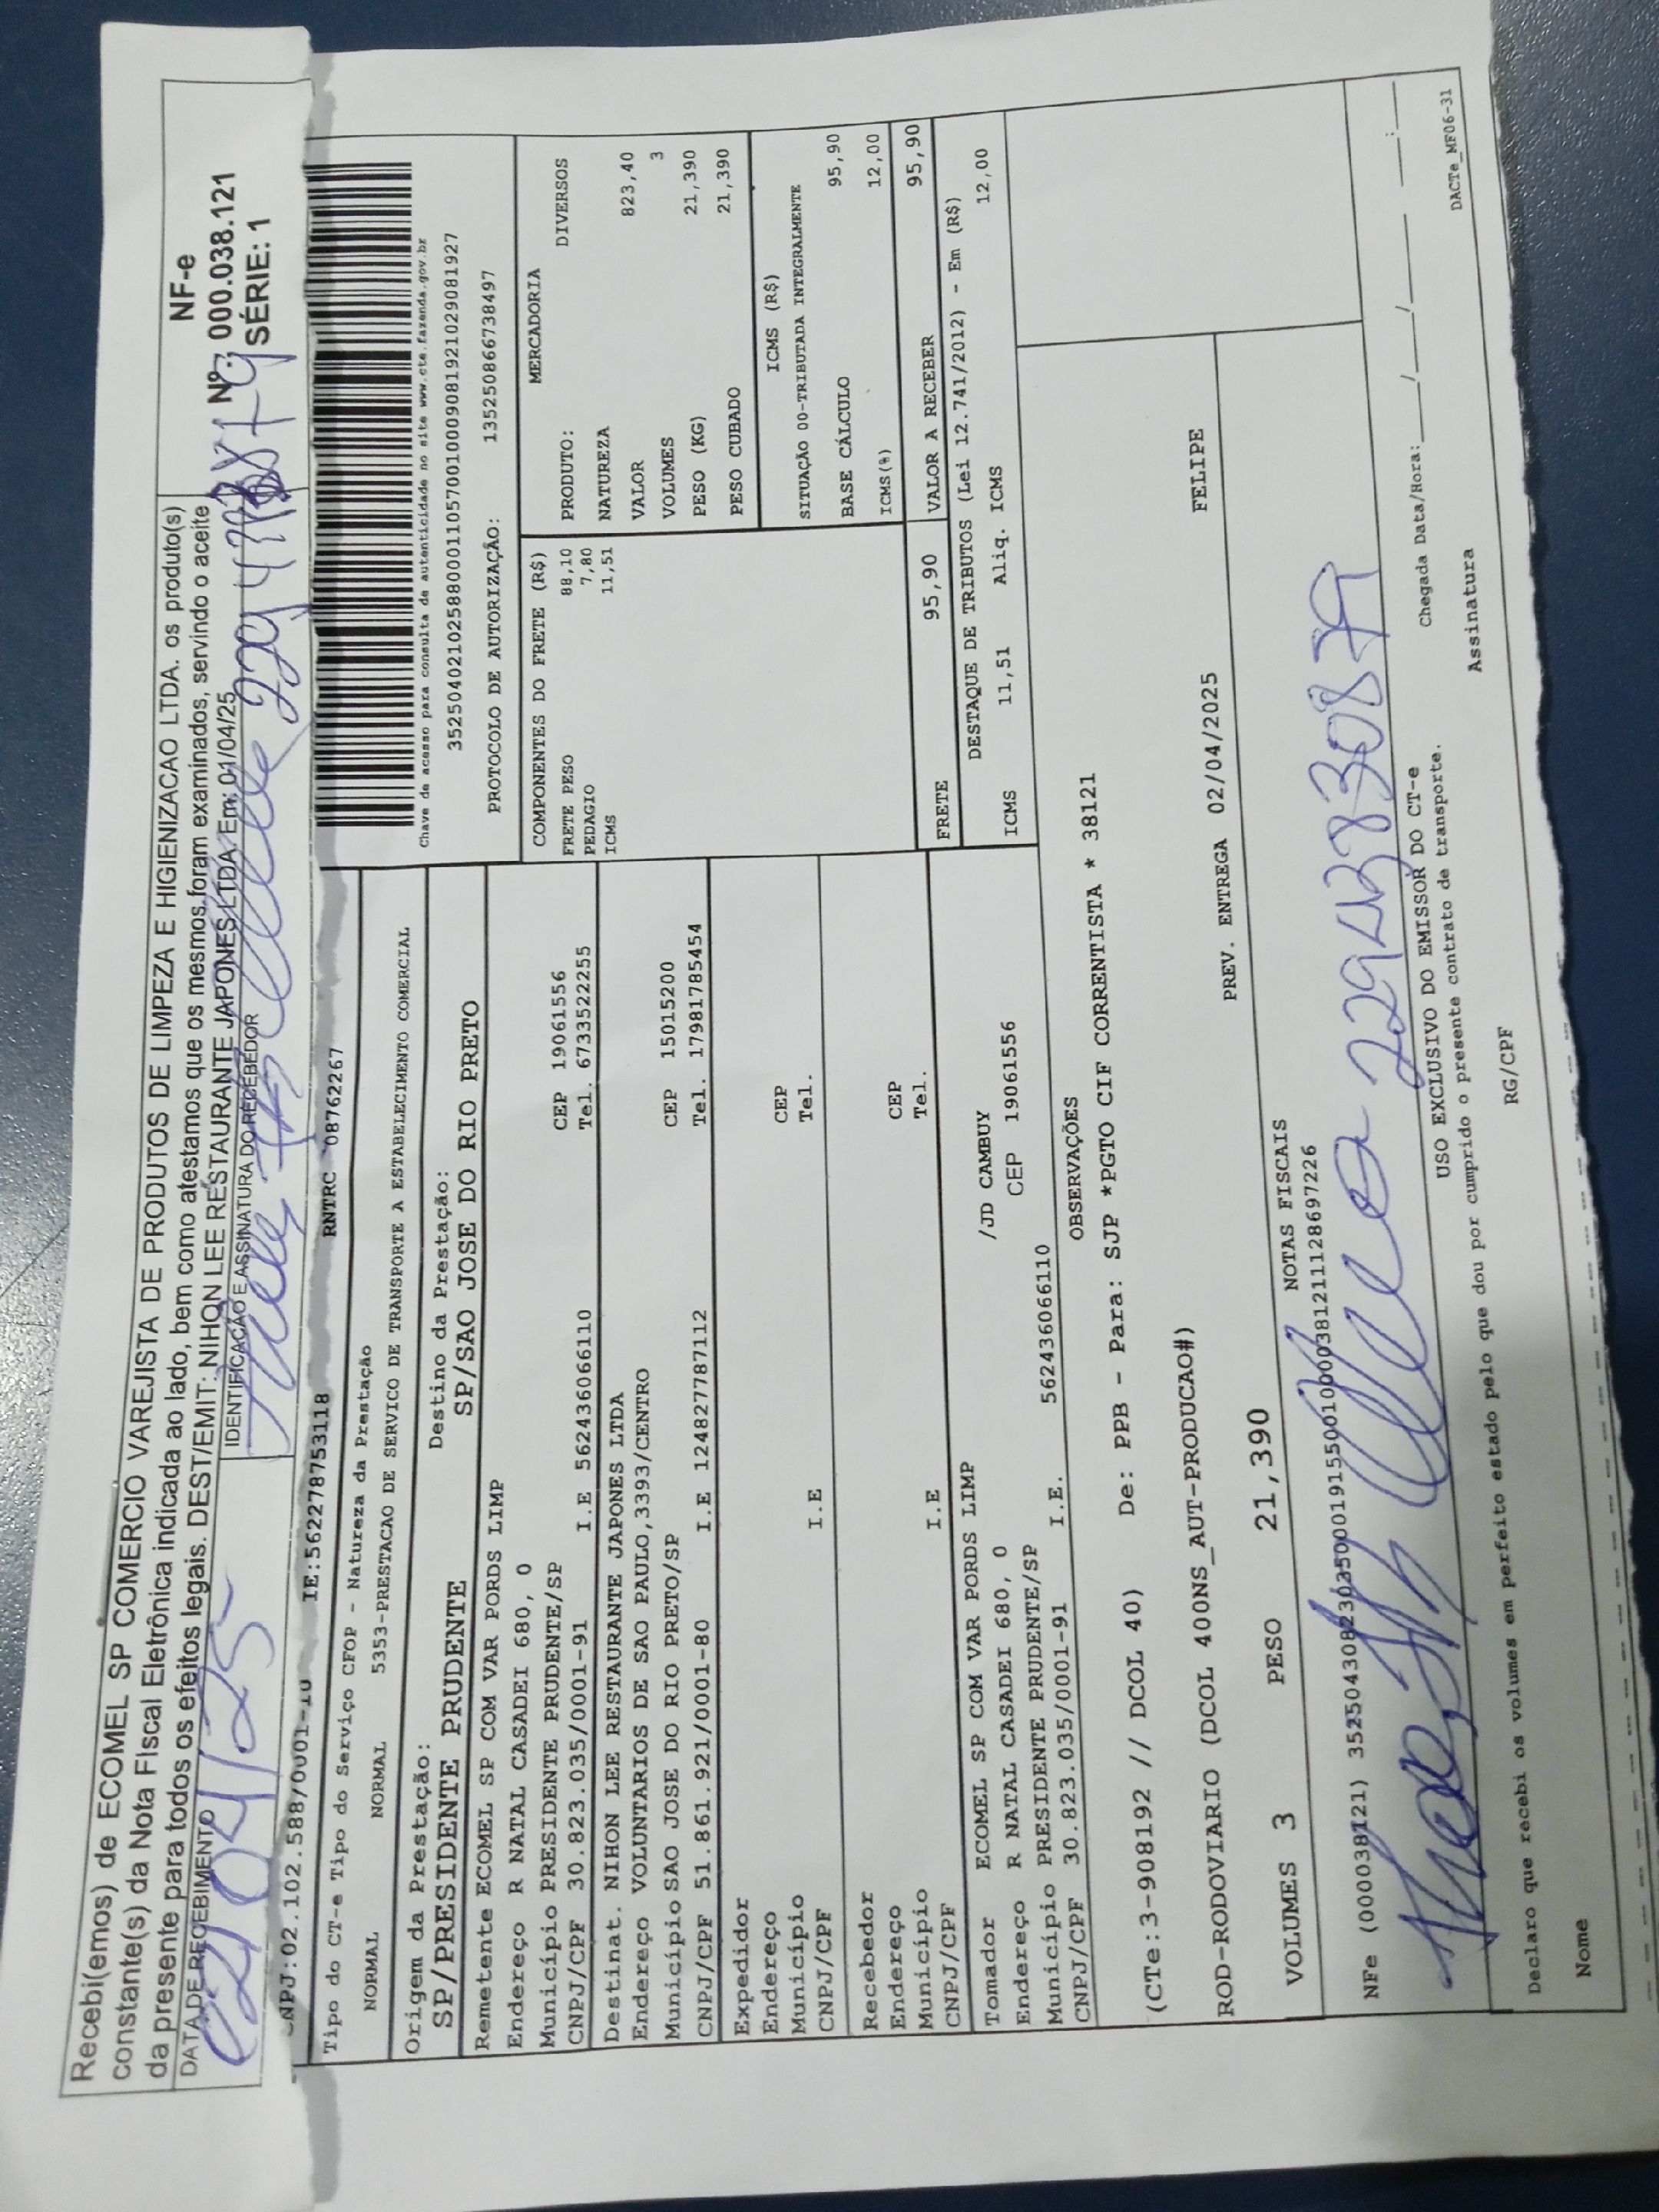 Recebi(emos) de ECOMEL SP COMERCIO VAREJISTA DE PRODUTOS DE LIMPEZA E HIGIENIZACAO LTDA. os produto(s)
constante(s) da Nota FIscal Eletrônica indicada ao lado, bem como atestamos que os mesmos foram examinados, servindo o aceite
da presente para todos os efeitos legais. DEST/EMIT: NIHON LEE RESTAURANTE JAPONES LTDA, Em: 01/04/25
NF-e
Nº: 000.038.121
SÉRIE: 1
DATA DE RECEBIMENTO
IDENTIFICAÇÃO E ASSINATURA DO RECEBEDOR
02/04/25
CNPJ:02.102.588/0001-10 IE:562278753118 RNTRC 08762267
Tipo do CT-e Tipo do Serviço CFOP - Natureza da Prestação
NORMAL NORMAL 5353-PRESTACAO DE SERVICO DE TRANSPORTE A ESTABELECIMENTO COMERCIAL
Chave de acesso para consulta de autenticidade no site www.cte.fazenda.gov.br
35250402102588000110570010009081921029081927
PROTOCOLO DE AUTORIZAÇÃO: 135250866738497
Origem da Prestação: Destino da Prestação:
SP/PRESIDENTE PRUDENTE SP/SAO JOSE DO RIO PRETO
Remetente ECOMEL SP COM VAR PORDS LIMP
Endereço R NATAL CASADEI 680, 0
Município PRESIDENTE PRUDENTE/SP CEP 19061556
CNPJ/CPF 30.823.035/0001-91 I.E 562436066110 Tel. 6733522255
Destinat. NIHON LEE RESTAURANTE JAPONES LTDA
Endereço VOLUNTARIOS DE SAO PAULO,3393/CENTRO
Município SAO JOSE DO RIO PRETO/SP CEP 15015200
CNPJ/CPF 51.861.921/0001-80 I.E 124827787112 Tel. 17981785454
Expedidor
Endereço
Município CEP
CNPJ/CPF I.E Tel.
Recebedor
Endereço
Município CEP
CNPJ/CPF I.E Tel.
Tomador ECOMEL SP COM VAR PORDS LIMP
Endereço R NATAL CASADEI 680, 0 /JD CAMBUY
Município PRESIDENTE PRUDENTE/SP CEP 19061556
CNPJ/CPF 30.823.035/0001-91 I.E. 562436066110
COMPONENTES DO FRETE (R$)
FRETE PESO 88,10
PEDAGIO 7,80
ICMS 11,51
MERCADORIA
PRODUTO: DIVERSOS
NATUREZA
VALOR 823,40
VOLUMES 3
PESO (KG) 21,390
PESO CUBADO 21,390
ICMS (R$)
SITUAÇÃO 00-TRIBUTADA INTEGRALMENTE
BASE CÁLCULO 95,90
ICMS(%) 12,00
FRETE 95,90 VALOR A RECEBER 95,90
DESTAQUE DE TRIBUTOS (Lei 12.741/2012) - Em (R$)
ICMS 11,51 Aliq. ICMS 12,00
OBSERVAÇÕES
(CTe:3-908192 // DCOL 40) De: PPB - Para: SJP *PGTO CIF CORRENTISTA * 38121
ROD-RODOVIARIO (DCOL 400NS_AUT-PRODUCAO#) PREV. ENTREGA 02/04/2025 FELIPE
VOLUMES 3 PESO 21,390
NOTAS FISCAIS
NFe (000038121) 352504308230350001915500100003812111128697226
USO EXCLUSIVO DO EMISSOR DO CT-e
Chegada Data/Hora:___/___/___ ___:___
Declaro que recebi os volumes em perfeito estado pelo que dou por cumprido o presente contrato de transporte.
Nome RG/CPF Assinatura
DACTe_MF06-31